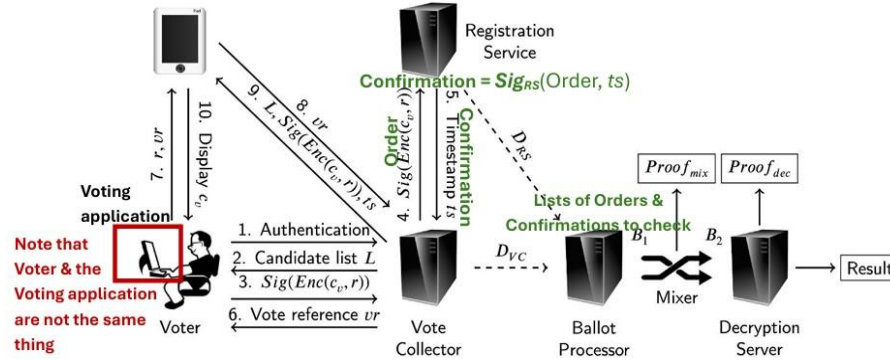 Registration
Service
Confirmation = Sig_RS(Order, ts)
7. r, vr
10. Display c_v
9. L, Sig(Enc(c_v, r)), ts
8. vr
Order
4. Sig(Enc(c_v, r))
5. Timestamp ts
Confirmation
D_RS
Proof_mix
Proof_dec
Voting
application
Lists of Orders &
Confirmations to check
Note that
Voter & the
Voting application
are not the same
thing
1. Authentication
2. Candidate list L
3. Sig(Enc(c_v, r))
6. Vote reference vr
D_VC
B_1
B_2
Result
Voter
Vote
Collector
Ballot
Processor
Mixer
Decryption
Server